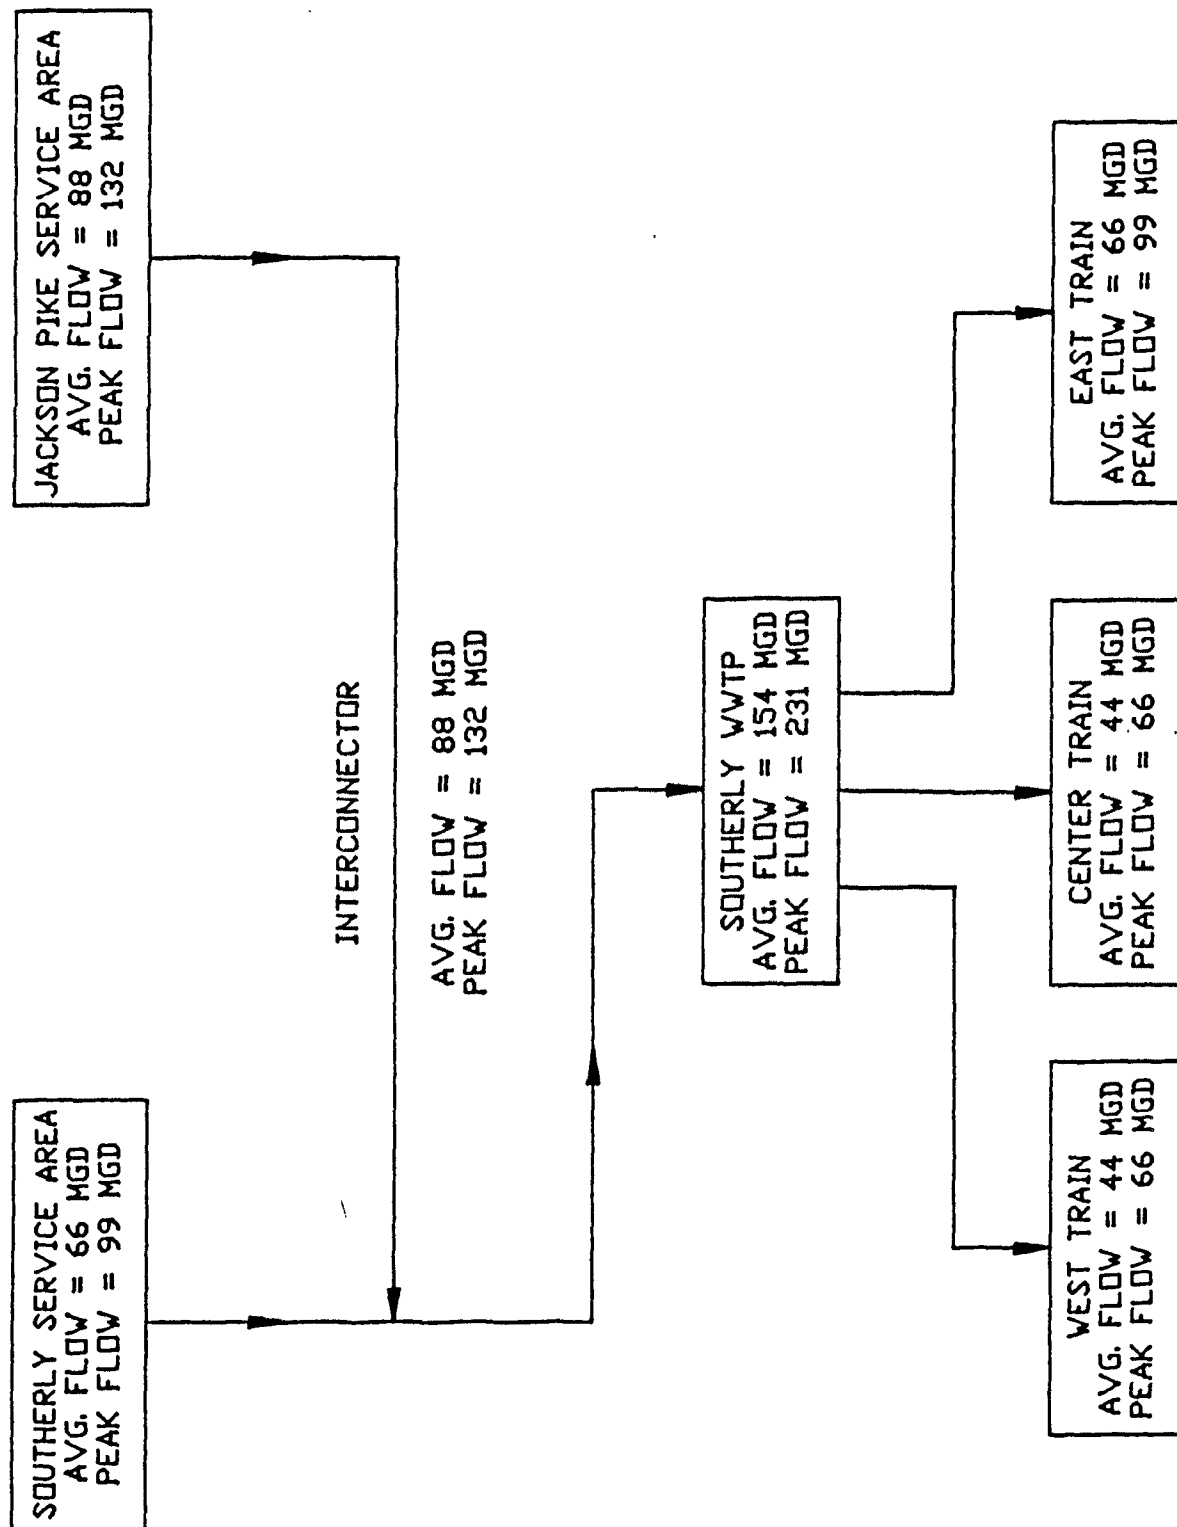 SOUTHERLY SERVICE AREA
AVG. FLOW = 66 MGD
PEAK FLOW = 99 MGD
JACKSON PIKE SERVICE AREA
AVG. FLOW = 88 MGD
PEAK FLOW = 132 MGD
INTERCONNECTOR
AVG. FLOW = 88 MGD
PEAK FLOW = 132 MGD
SOUTHERLY WWTP
AVG. FLOW = 154 MGD
PEAK FLOW = 231 MGD
WEST TRAIN
AVG. FLOW = 44 MGD
PEAK FLOW = 66 MGD
CENTER TRAIN
AVG. FLOW = 44 MGD
PEAK FLOW = 66 MGD
EAST TRAIN
AVG. FLOW = 66 MGD
PEAK FLOW = 99 MGD